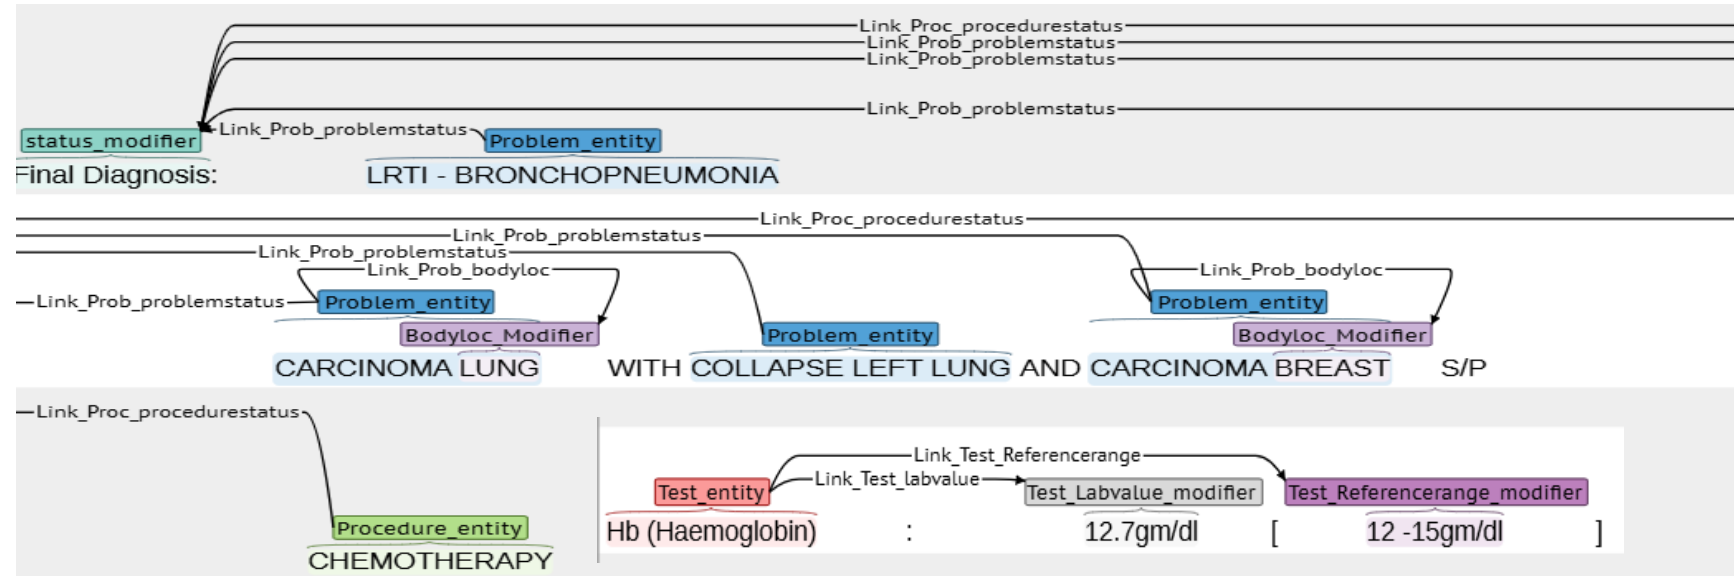 Link_Proc_procedurestatus
Link_Prob_problemstatus
Link_Prob_problemstatus
Link_Prob_problemstatus
Link_Prob_problemstatus
status_modifier Problem_entity
Final Diagnosis: LRTI - BRONCHOPNEUMONIA
Link_Proc_procedurestatus
Link_Prob_problemstatus
Link_Prob_problemstatus
Link_Prob_bodyloc Link_Prob_bodyloc
Link_Prob_problemstatus Problem_entity Problem_entity
Bodyloc_Modifier Problem_entity Bodyloc_Modifier
CARCINOMA LUNG WITH COLLAPSE LEFT LUNG AND CARCINOMA BREAST S/P
Link_Proc_procedurestatus
Procedure_entity
CHEMOTHERAPY
Link_Test_Referencerange
Link_Test_labvalue
Test_entity Test_Labvalue_modifier Test_Referencerange_modifier
Hb (Haemoglobin) : 12.7gm/dl [ 12 -15gm/dl ]